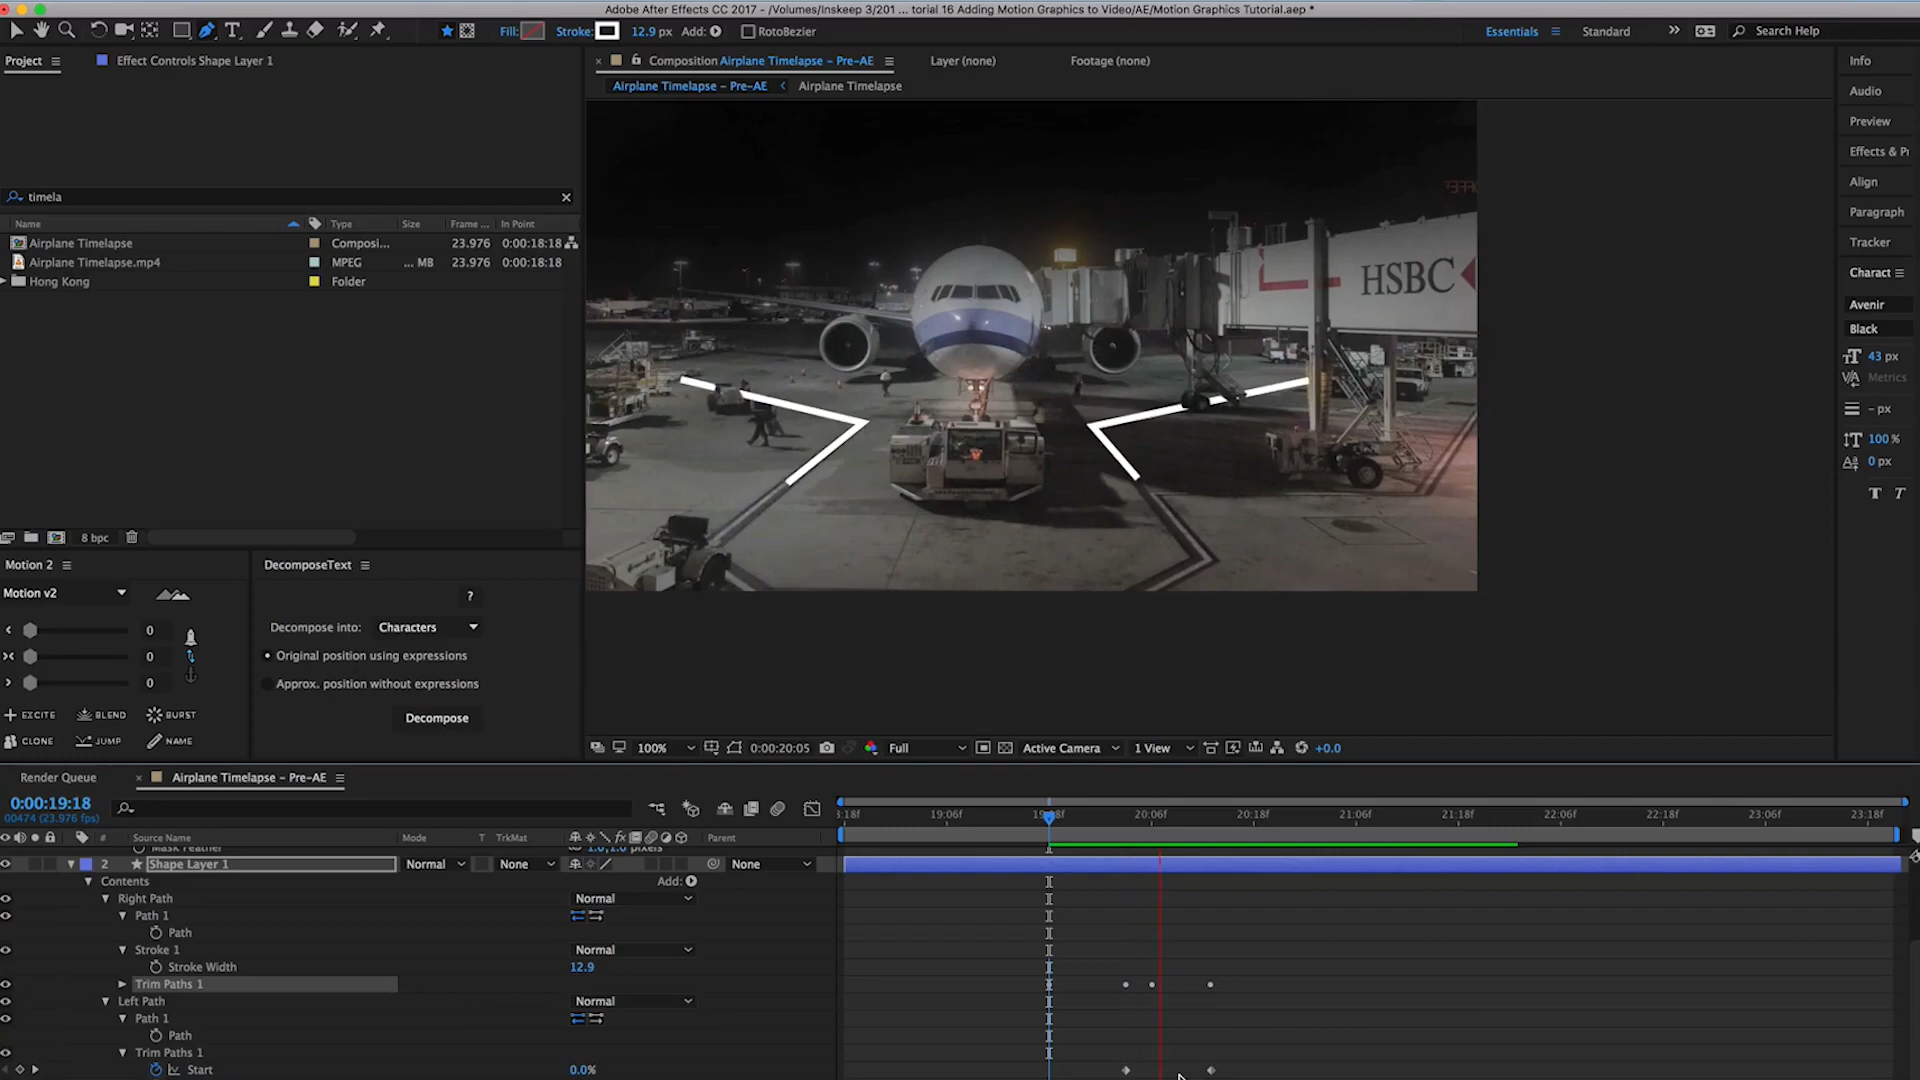 Adobe After Effects CC 2017 - /Volumes/Inskeep 3/201 ... torial 16 Adding Motion Graphics to Video/AE/Motion Graphics Tutorial.aep *
Fill: Stroke: 12.9 px Add: RotoBezier Essentials Standard Search Help
Project Effect Controls Shape Layer 1
Composition Airplane Timelapse - Pre-AE Layer (none) Footage (none)
Airplane Timelapse - Pre-AE Airplane Timelapse
Info
Audio
Preview
Effects & Pr
Align
Paragraph
Tracker
Charact
Avenir
Black
43 px
Metrics
- px
100 %
0 px
T T
HSBC
timela
Name Type Size Frame ... In Point
Airplane Timelapse Composi... 23.976 0:00:18:18
Airplane Timelapse.mp4 MPEG ... MB 23.976 0:00:18:18
Hong Kong Folder
8 bpc
Motion 2
Motion v2
0
0
0
EXCITE BLEND BURST
CLONE JUMP NAME
DecomposeText
?
Decompose into: Characters
Original position using expressions
Approx. position without expressions
Decompose
100% 0:00:20:05 Full Active Camera 1 View +0.0
Render Queue Airplane Timelapse - Pre-AE
0:00:19:18
00474 (23.976 fps)
3:18f 19:06f 20:06f 20:18f 21:06f 21:18f 22:06f 22:18f 23:06f 23:18f
# Source Name Mode T TrkMat Parent
Mask Feather 1.0,1.0 pixels
2 Shape Layer 1 Normal None None
Contents Add:
Right Path Normal
Path 1
Path
Stroke 1 Normal
Stroke Width 12.9
Trim Paths 1
Left Path Normal
Path 1
Path
Trim Paths 1
Start 0.0%